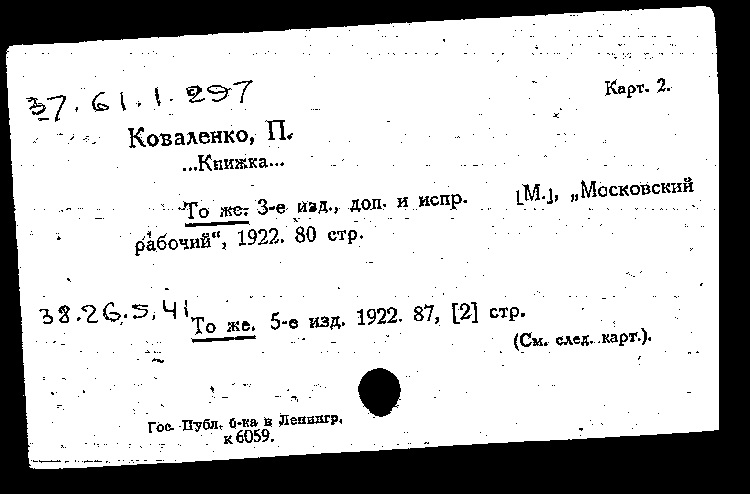 37.61.1.297
Карт. 2.
Коваленко, П.
...Книжка...
То же. 3-е изд., доп. и испр. [М.], „Московский
рабочий“, 1922. 80 стр.
38.26.5.41
То же. 5-е изд. 1922. 87, [2] стр.
(См. след. карт.).
Гос. Публ. б-ка в Ленингр.
к 6059.